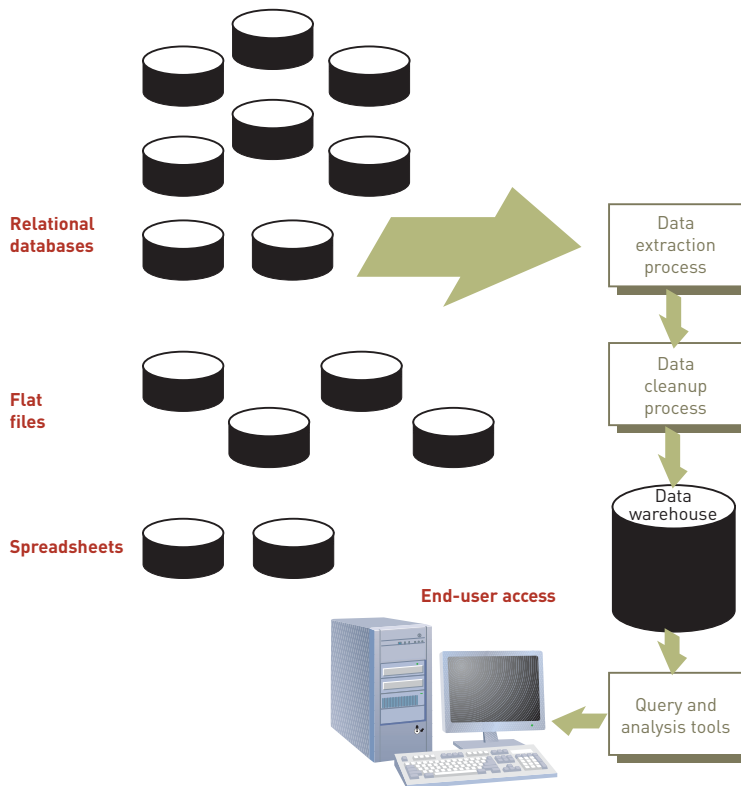 Relational
databases
Data
extraction
process
Flat
files
Data
cleanup
process
Spreadsheets
Data
warehouse
End-user access
Query and
analysis tools